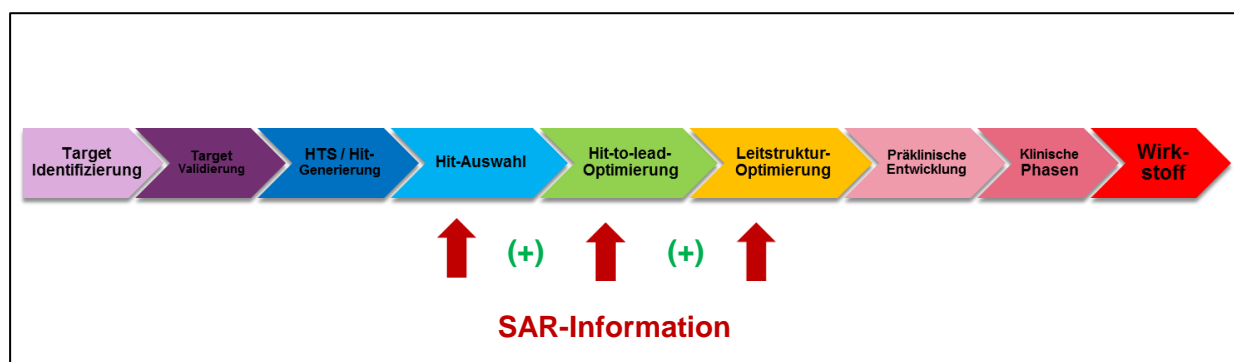 Target
Identifizierung
Target
Validierung
HTS / Hit-
Generierung
Hit-Auswahl
Hit-to-lead-
Optimierung
Leitstruktur-
Optimierung
Präklinische
Entwicklung
Klinische
Phasen
Wirk-
stoff
(+)
(+)
SAR-Information